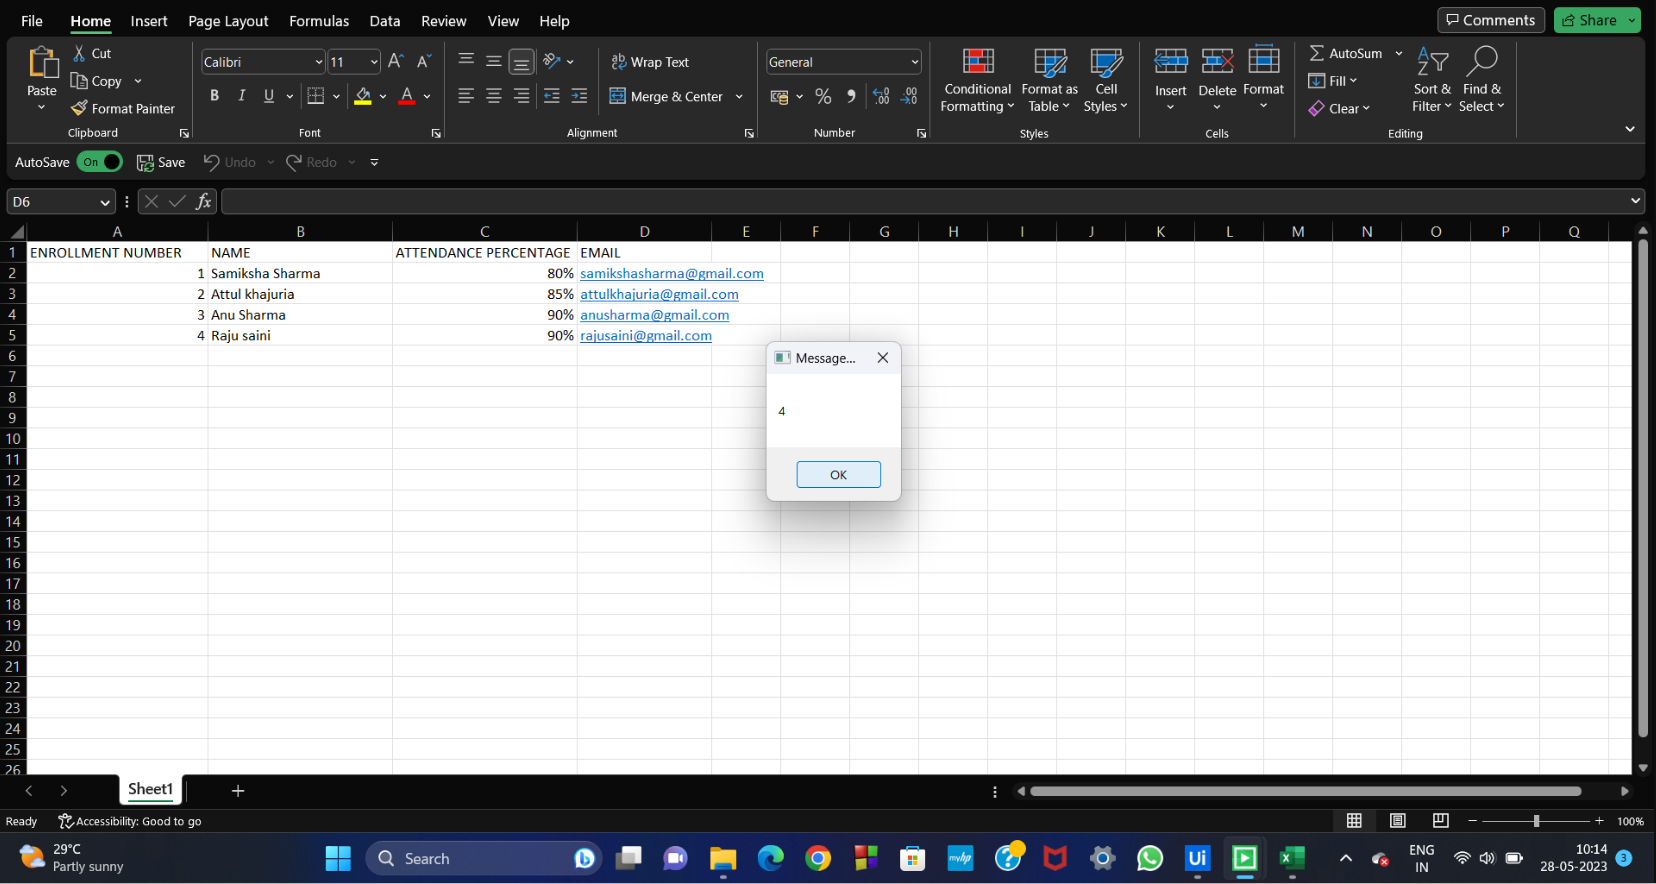 File Home Insert Page Layout Formulas Data Review View Help Comments Share
Paste Cut Copy Format Painter Clipboard
Calibri 11 B I U A Font
Wrap Text Merge & Center Alignment
General % Number
Conditional Formatting Format as Table Cell Styles Styles
Insert Delete Format Cells
AutoSum Fill Clear Sort & Filter Find & Select Editing
AutoSave On Save Undo Redo
D6 fx
A B C D E F G H I J K L M N O P Q
1 ENROLLMENT NUMBER NAME ATTENDANCE PERCENTAGE EMAIL
2 1 Samiksha Sharma 80% samikshasharma@gmail.com
3 2 Attul khajuria 85% attulkhajuria@gmail.com
4 3 Anu Sharma 90% anusharma@gmail.com
5 4 Raju saini 90% rajusaini@gmail.com
6
7
8
9
10
11
12
13
14
15
16
17
18
19
20
21
22
23
24
25
26
Message...
4
OK
Sheet1
Ready Accessibility: Good to go 100%
29°C
Partly sunny
Search
myhp
Ui
ENG
IN
10:14
28-05-2023
3